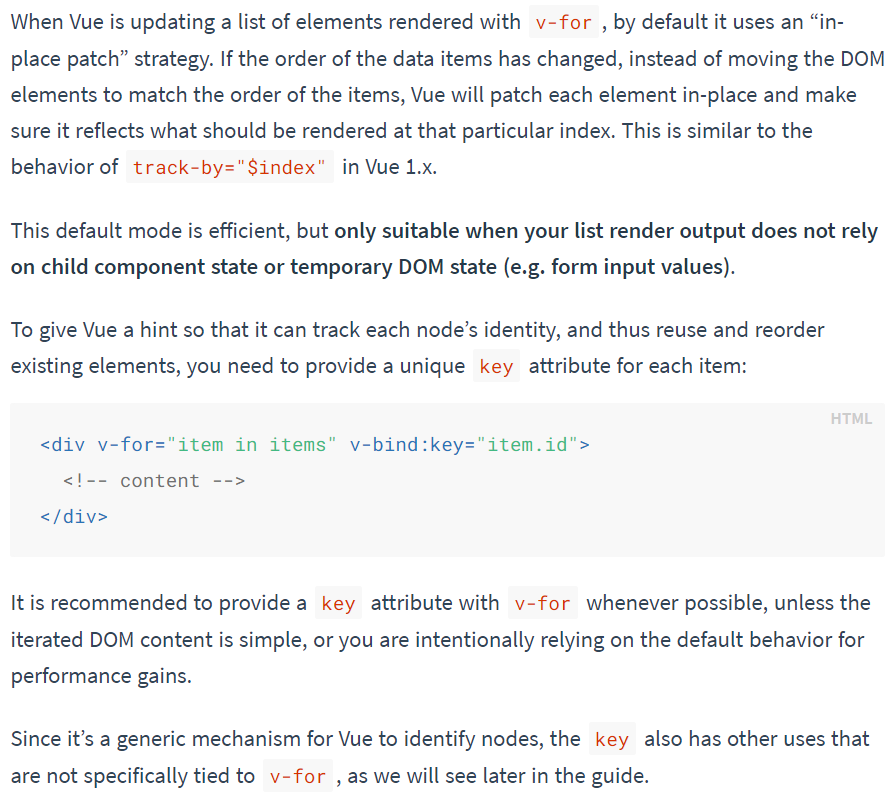 When Vue is updating a list of elements rendered with v-for , by default it uses an “in-
place patch” strategy. If the order of the data items has changed, instead of moving the DOM
elements to match the order of the items, Vue will patch each element in-place and make
sure it reflects what should be rendered at that particular index. This is similar to the
behavior of track-by="$index" in Vue 1.x.
This default mode is efficient, but only suitable when your list render output does not rely
on child component state or temporary DOM state (e.g. form input values).
To give Vue a hint so that it can track each node’s identity, and thus reuse and reorder
existing elements, you need to provide a unique key attribute for each item:
HTML
<div v-for="item in items" v-bind:key="item.id">
<!-- content -->
</div>
It is recommended to provide a key attribute with v-for whenever possible, unless the
iterated DOM content is simple, or you are intentionally relying on the default behavior for
performance gains.
Since it’s a generic mechanism for Vue to identify nodes, the key also has other uses that
are not specifically tied to v-for , as we will see later in the guide.